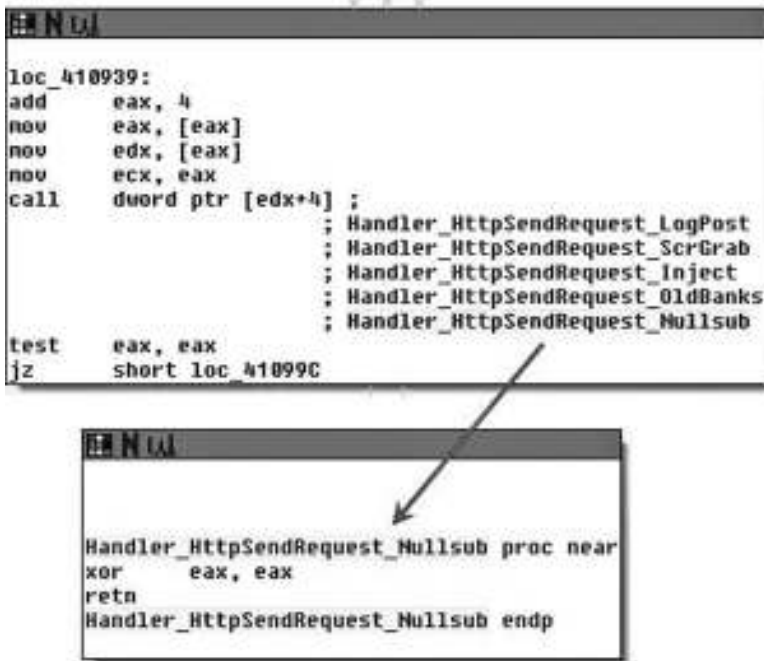 loc_410939:
add eax, 4
mov eax, [eax]
mov edx, [eax]
mov ecx, eax
call dword ptr [edx+4] ;
; Handler_HttpSendRequest_LogPost
; Handler_HttpSendRequest_ScrGrab
; Handler_HttpSendRequest_Inject
; Handler_HttpSendRequest_OldBanks
; Handler_HttpSendRequest_Nullsub
test eax, eax
jz short loc_41099C
Handler_HttpSendRequest_Nullsub proc near
xor eax, eax
retn
Handler_HttpSendRequest_Nullsub endp